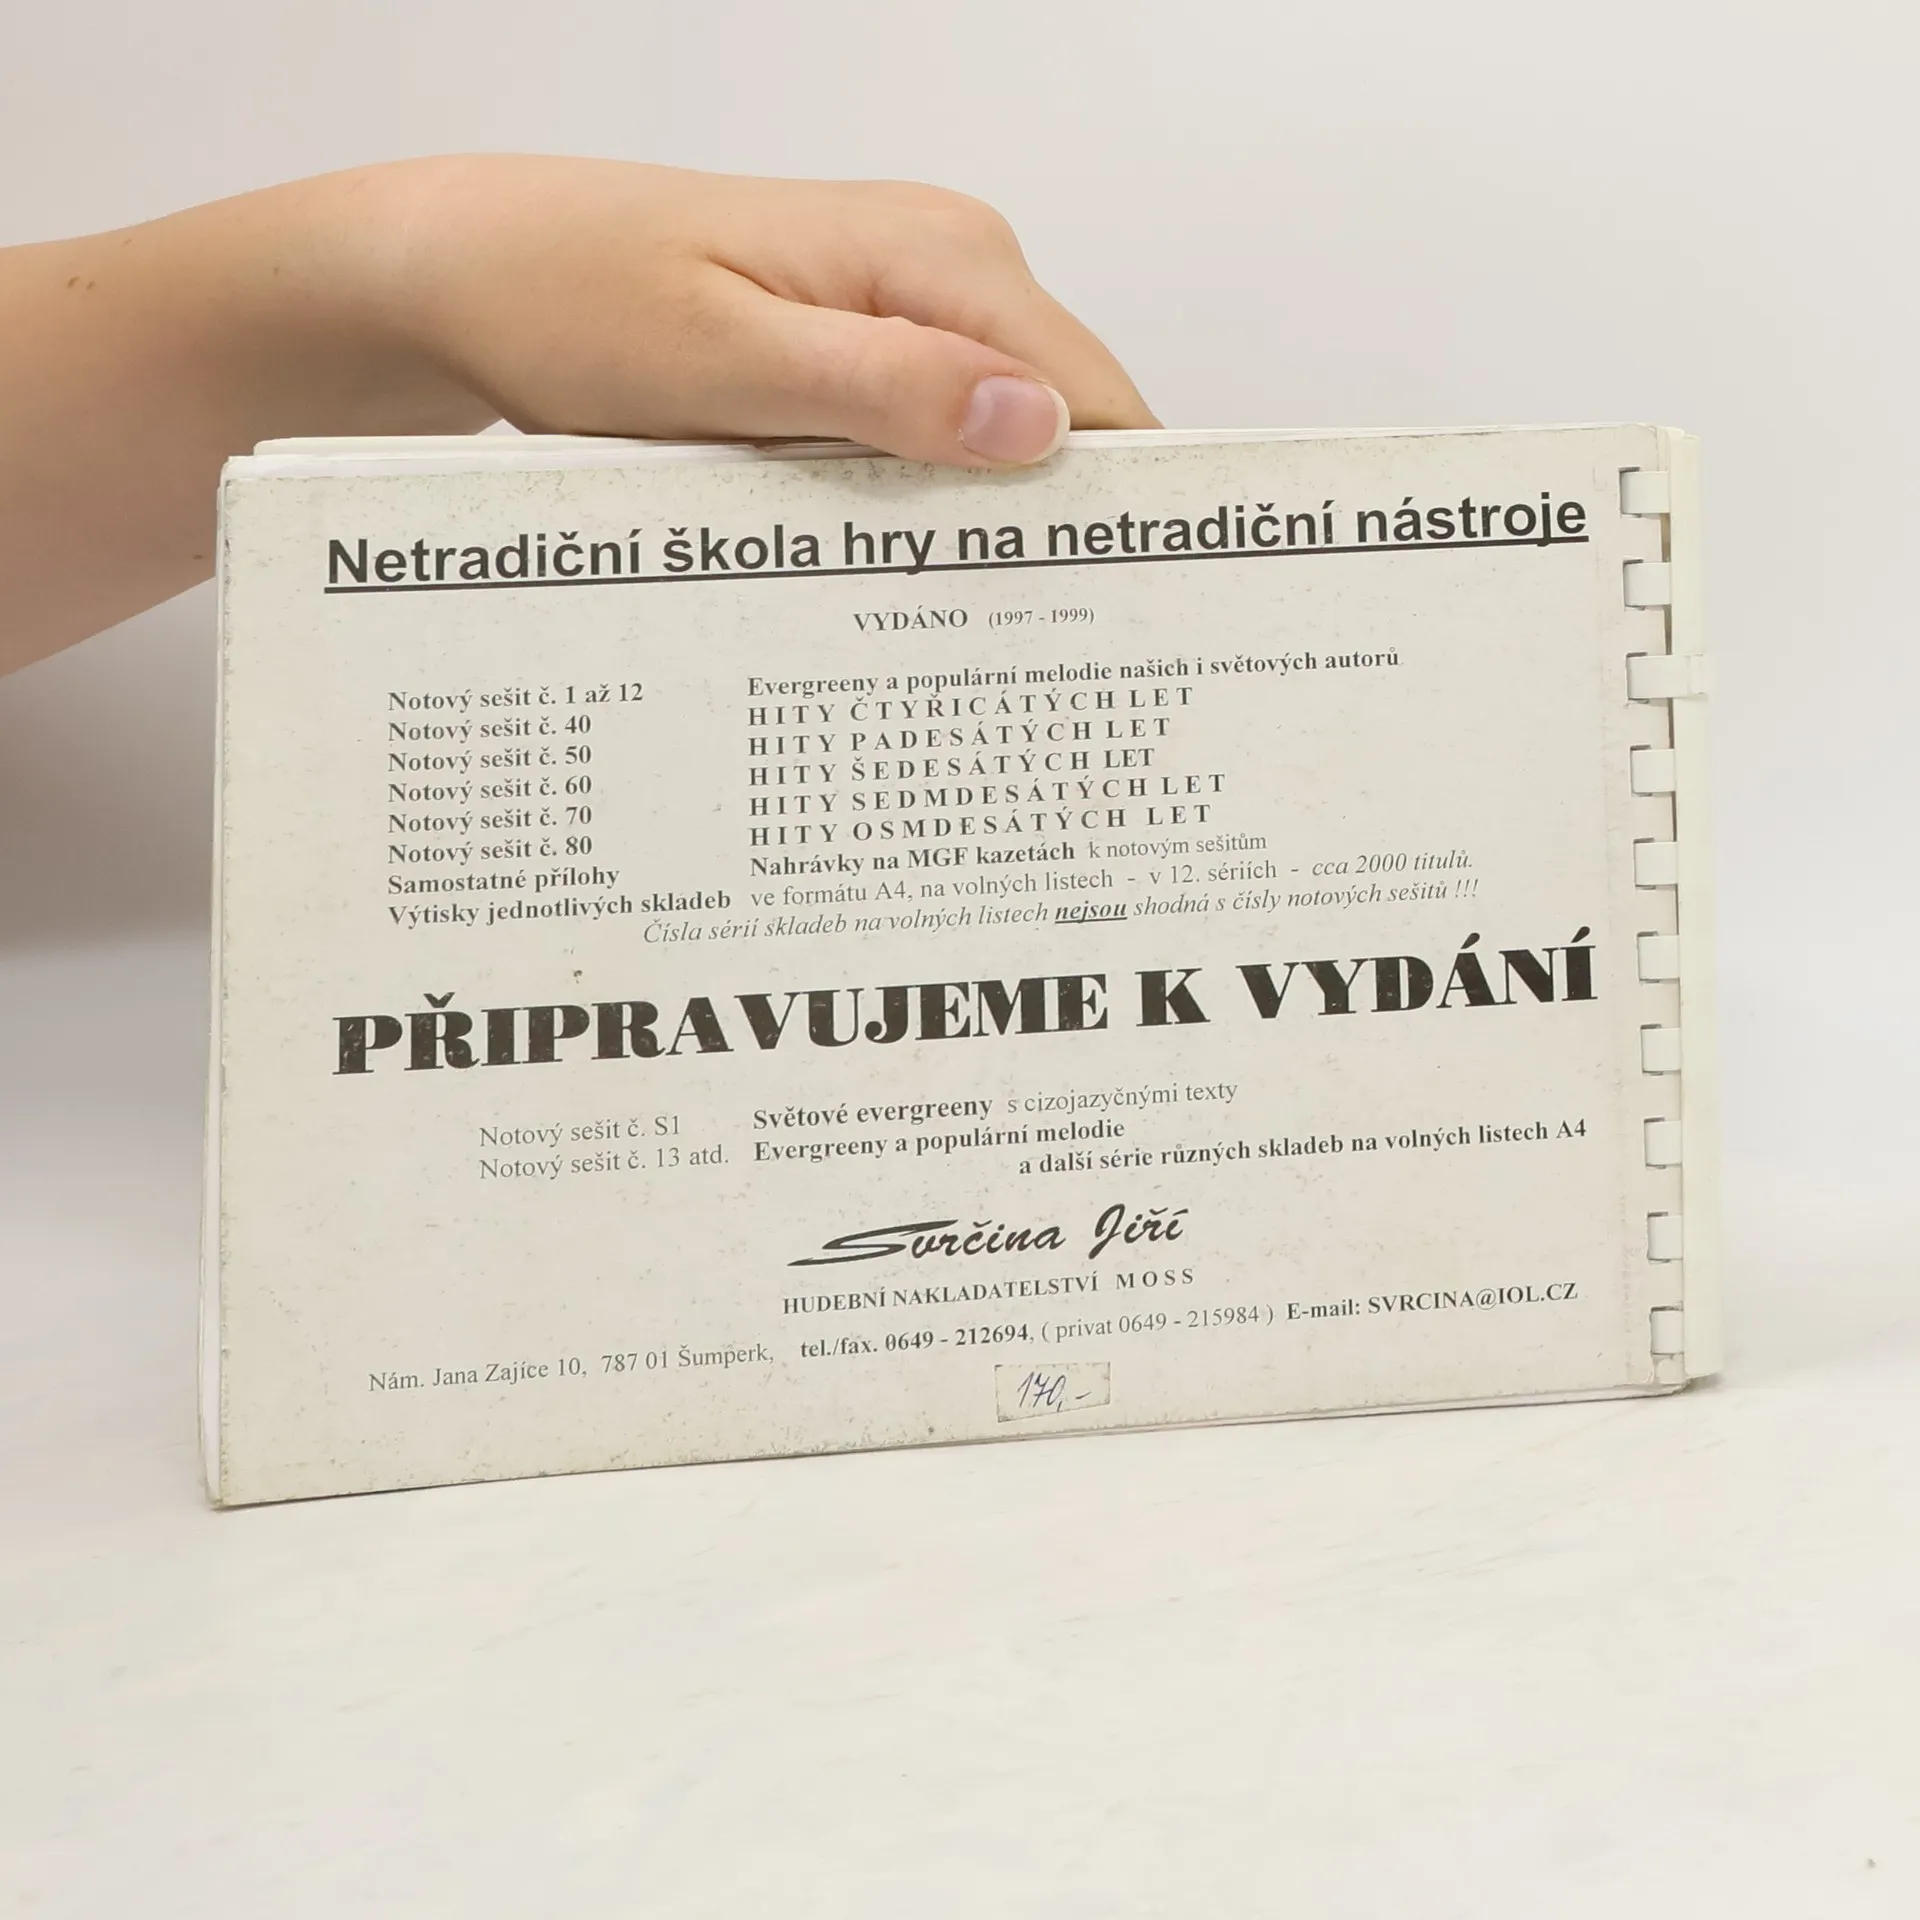 Netradiční škola hry na netradiční nástroje
VYDÁNO (1997 - 1999)
Notový sešit č. 1 až 12 Evergreeny a populární melodie našich i světových autorů
Notový sešit č. 40 HITY ČTYŘICÁTÝCH LET
Notový sešit č. 50 HITY PADESÁTÝCH LET
Notový sešit č. 60 HITY ŠEDESÁTÝCH LET
Notový sešit č. 70 HITY SEDMDESÁTÝCH LET
Notový sešit č. 80 HITY OSMDESÁTÝCH LET
Samostatné přílohy Nahrávky na MGF kazetách k notovým sešitům
Výtisky jednotlivých skladeb ve formátu A4, na volných listech - v 12. sériích - cca 2000 titulů.
Čísla sérií skladeb na volných listech nejsou shodná s čísly notových sešitů !!!
PŘIPRAVUJEME K VYDÁNÍ
Notový sešit č. S1 Světové evergreeny s cizojazyčnými texty
Notový sešit č. 13 atd. Evergreeny a populární melodie
a další série různých skladeb na volných listech A4
Svrčina Jiří
HUDEBNÍ NAKLADATELSTVÍ MOSS
Nám. Jana Zajíce 10, 787 01 Šumperk, tel./fax. 0649 - 212694, ( privat 0649 - 215984 ) E-mail: SVRCINA@IOL.CZ
170,-